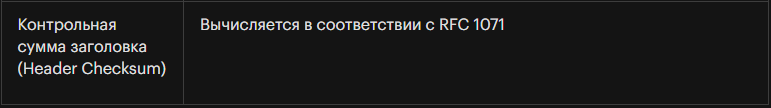 Контрольная
сумма заголовка
(Header Checksum)
Вычисляется в соответствии с RFC 1071